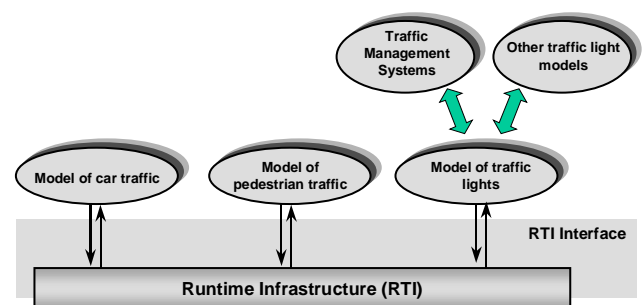 Traffic
Management
Systems
Other traffic light
models
Model of car traffic
Model of
pedestrian traffic
Model of traffic
lights
RTI Interface
Runtime Infrastructure (RTI)